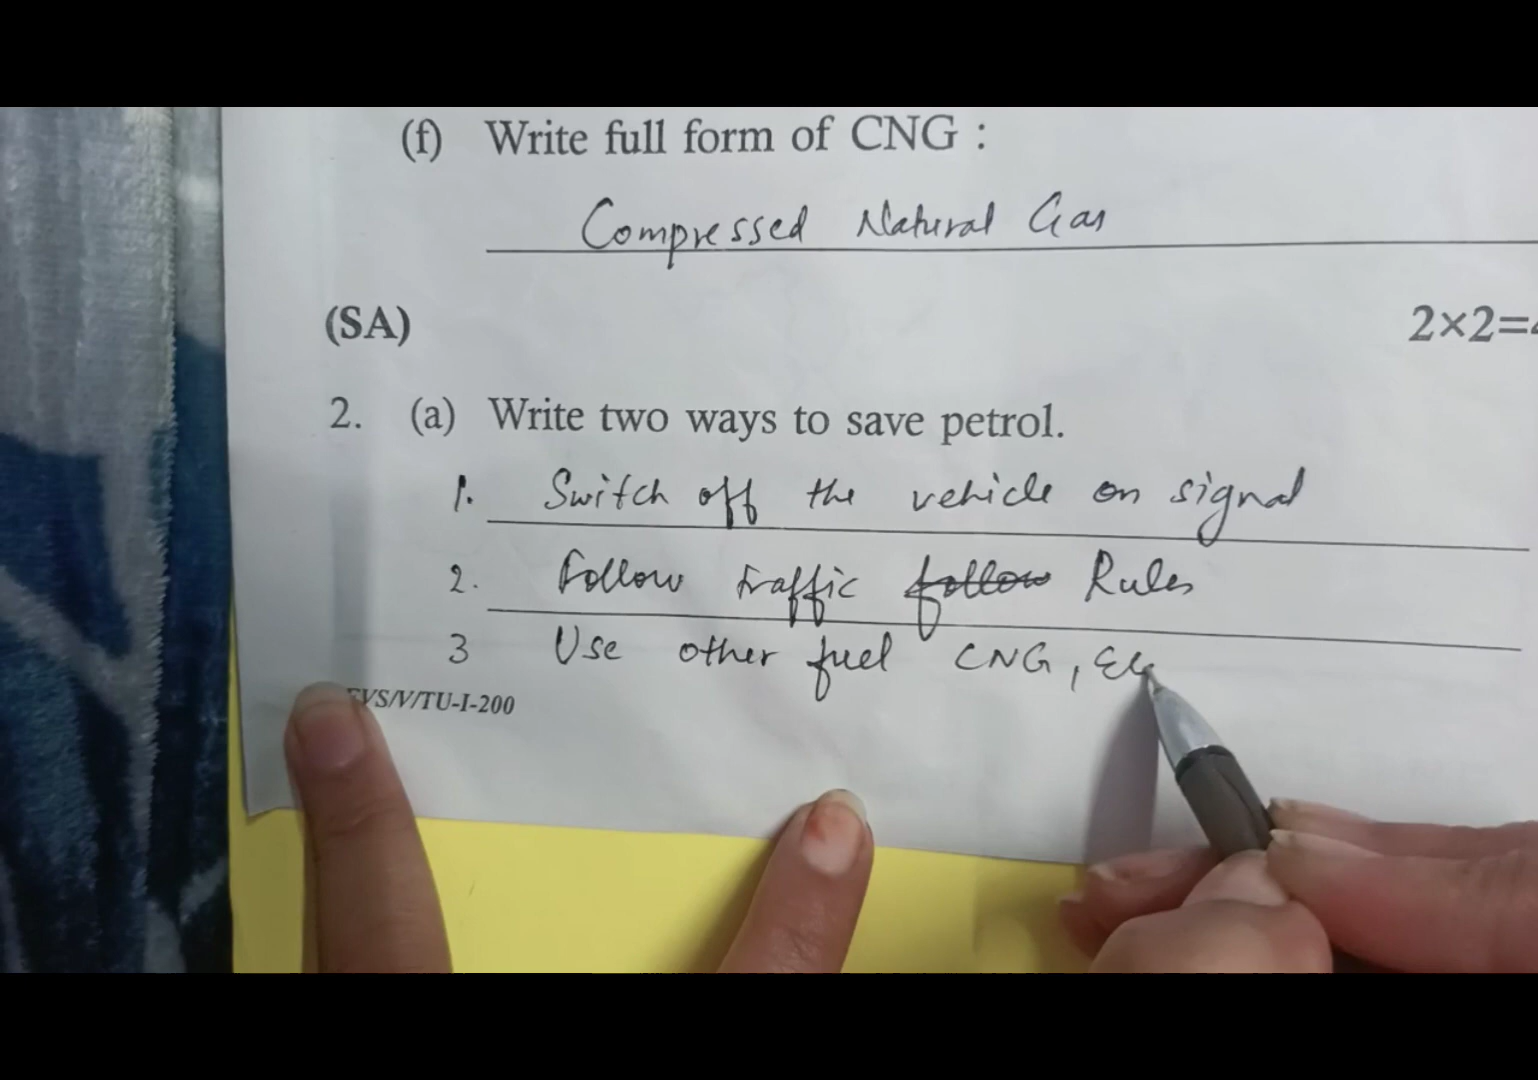 (f) Write full form of CNG :
Compressed Natural Gas
(SA) 2×2=
2. (a) Write two ways to save petrol.
1. Switch off the vehicle on signal
2. follow traffic follow Rules
3 Use other fuel CNG,
EVS/V/TU-I-200